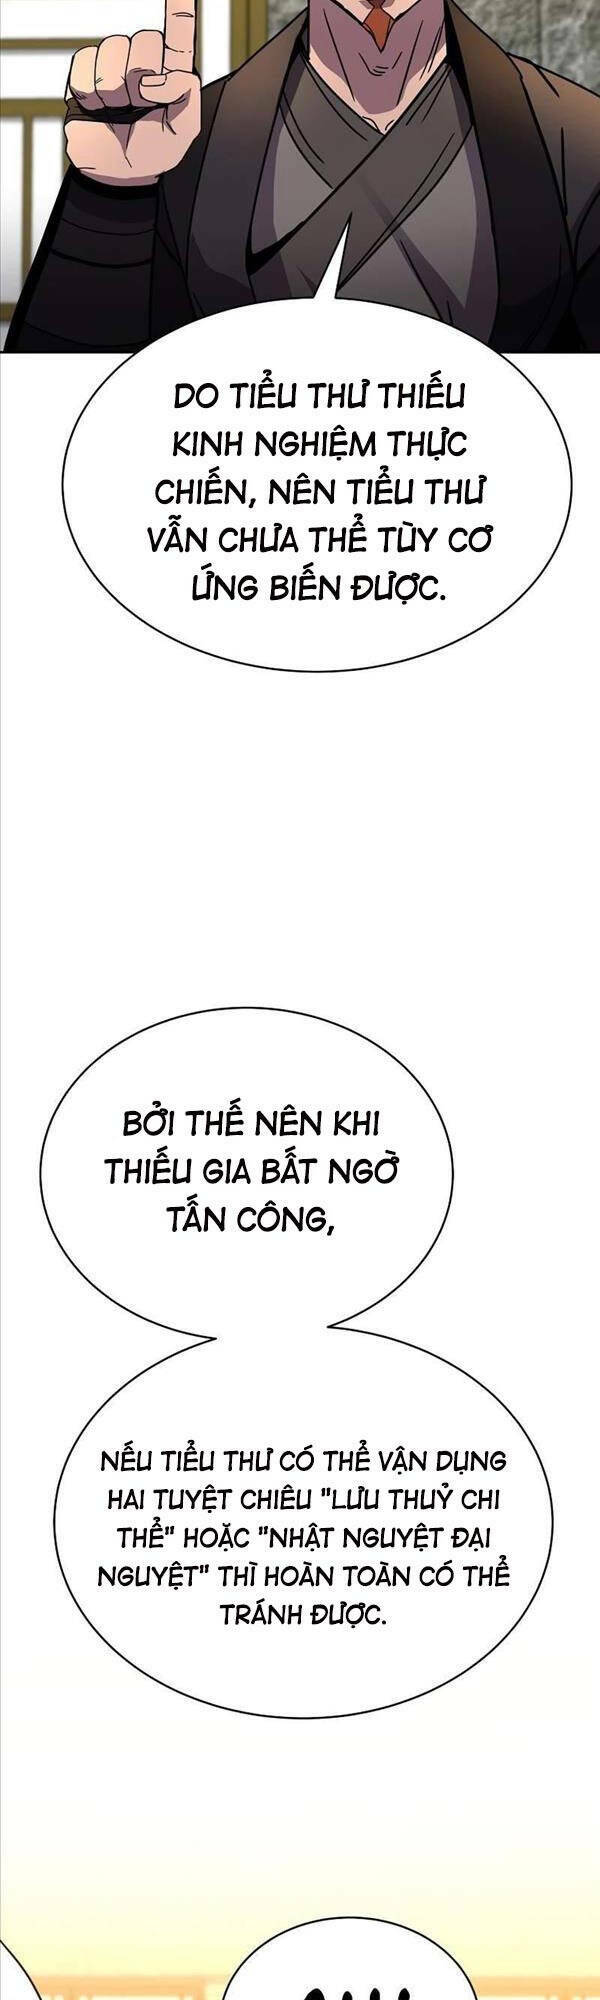 DO TIỂU THƯ THIẾU
KINH NGHIỆM THỰC
CHIẾN, NÊN TIỂU THƯ
VẪN CHƯA THỂ TÙY CƠ
ỨNG BIẾN ĐƯỢC.
BỞI THẾ NÊN KHI
THIẾU GIA BẤT NGỜ
TẤN CÔNG,
NẾU TIỂU THƯ CÓ THỂ VẬN DỤNG
HAI TUYỆT CHIÊU "LƯU THUỶ CHI
THỂ" HOẶC "NHẬT NGUYỆT ĐẠI
NGUYỆT" THÌ HOÀN TOÀN CÓ THỂ
TRÁNH ĐƯỢC.